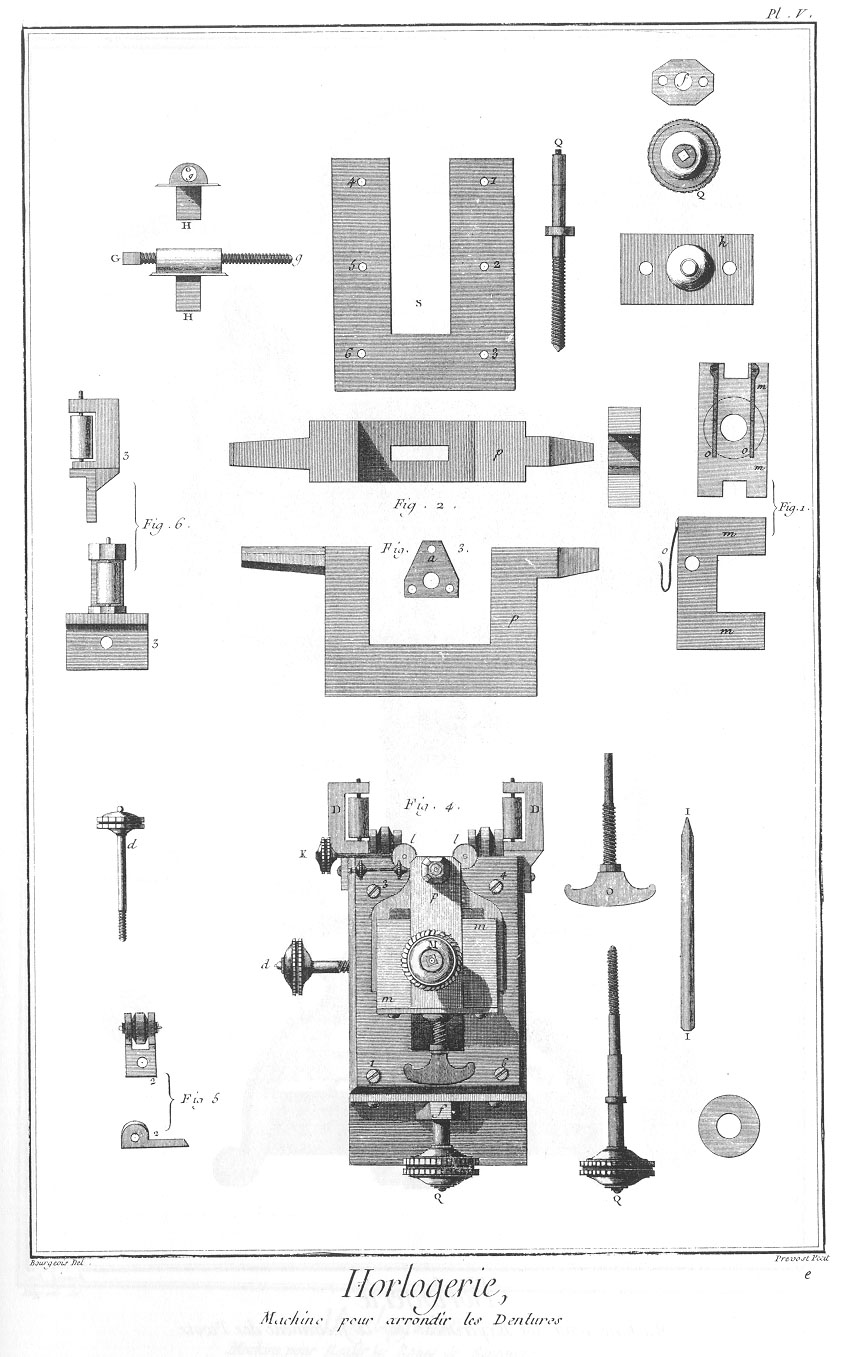 Pl . V .
f
Q
Q
g
H
G
g
H
4
1
5
2
S
6
3
h
m
o
o
m
3
p
Fig . 2 .
Fig . 6 .
Fig. 1 .
Fig. 3 .
a
o
m
m
p
3
Fig . 4 .
D
D
d
K
l
l
3
4
p
o
I
m
M
d
m
I
1
6
2
Fig 5
2
f
Q
Q
Bourgeois Del .
Prevost Fecit
e
Horlogerie,
Machine pour arrondir les Dentures